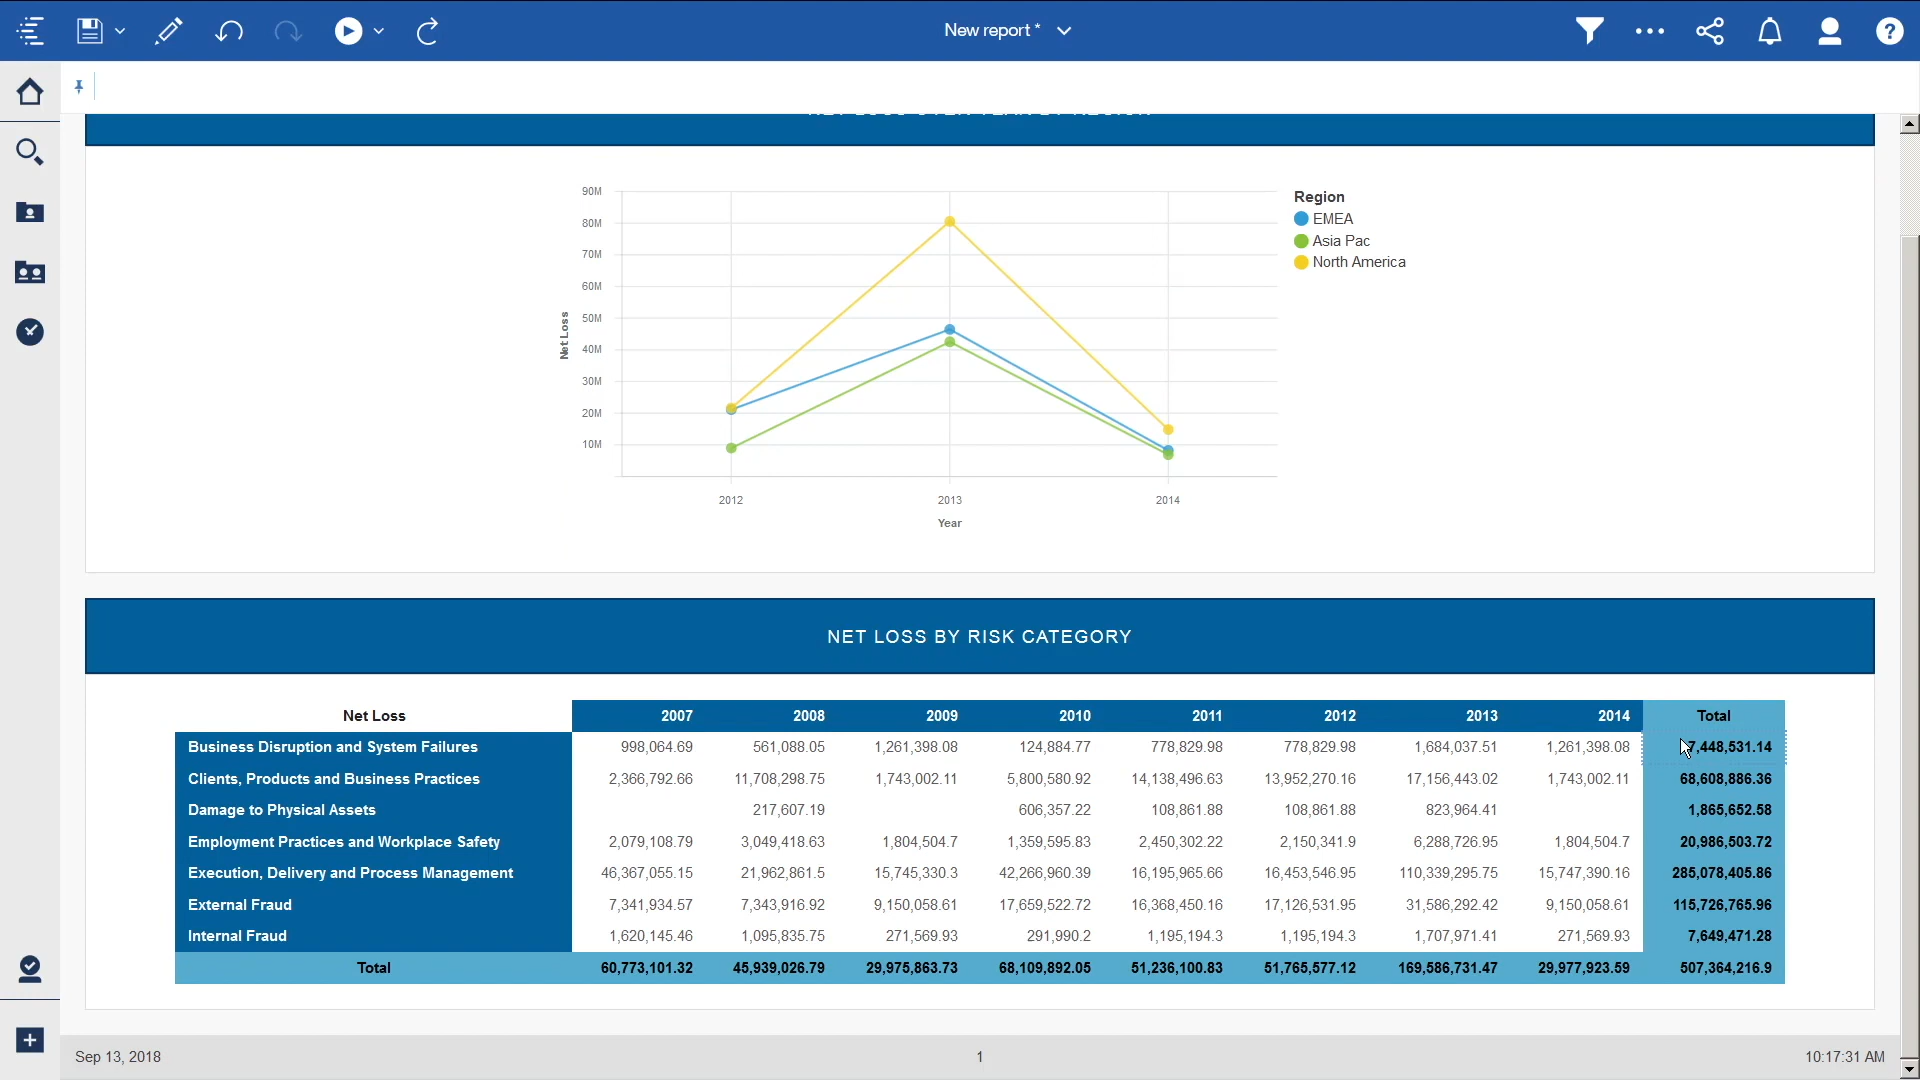 New report *
90M
80M
70M
60M
50M
40M
30M
20M
10M
Net Loss
2012 2013 2014
Year
Region
EMEA
Asia Pac
North America
NET LOSS BY RISK CATEGORY
Net Loss 2007 2008 2009 2010 2011 2012 2013 2014 Total
Business Disruption and System Failures 998,064.69 561,088.05 1,261,398.08 124,884.77 778,829.98 778,829.98 1,684,037.51 1,261,398.08 7,448,531.14
Clients, Products and Business Practices 2,366,792.66 11,708,298.75 1,743,002.11 5,800,580.92 14,138,496.63 13,952,270.16 17,156,443.02 1,743,002.11 68,608,886.36
Damage to Physical Assets 217,607.19 606,357.22 108,861.88 108,861.88 823,964.41 1,865,652.58
Employment Practices and Workplace Safety 2,079,108.79 3,049,418.63 1,804,504.7 1,359,595.83 2,450,302.22 2,150,341.9 6,288,726.95 1,804,504.7 20,986,503.72
Execution, Delivery and Process Management 46,367,055.15 21,962,861.5 15,745,330.3 42,266,960.39 16,195,965.66 16,453,546.95 110,339,295.75 15,747,390.16 285,078,405.86
External Fraud 7,341,934.57 7,343,916.92 9,150,058.61 17,659,522.72 16,368,450.16 17,126,531.95 31,586,292.42 9,150,058.61 115,726,765.96
Internal Fraud 1,620,145.46 1,095,835.75 271,569.93 291,990.2 1,195,194.3 1,195,194.3 1,707,971.41 271,569.93 7,649,471.28
Total 60,773,101.32 45,939,026.79 29,975,863.73 68,109,892.05 51,236,100.83 51,765,577.12 169,586,731.47 29,977,923.59 507,364,216.9
Sep 13, 2018 1 10:17:31 AM